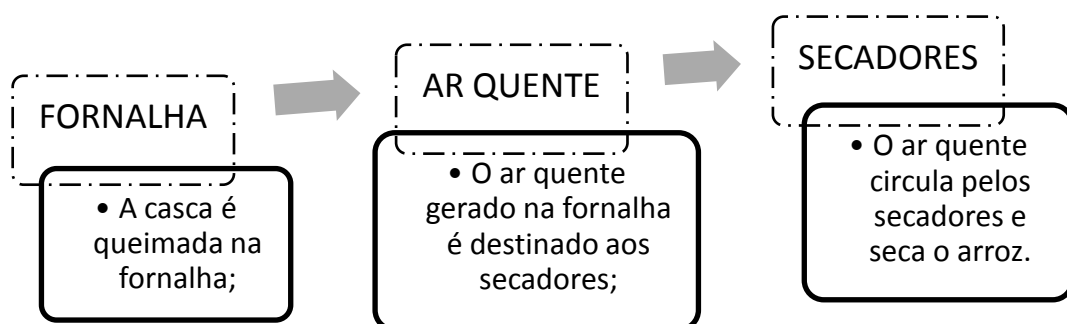 FORNALHA
• A casca é
queimada na
fornalha;
AR QUENTE
• O ar quente
gerado na fornalha
é destinado aos
secadores;
SECADORES
• O ar quente
circula pelos
secadores e
seca o arroz.